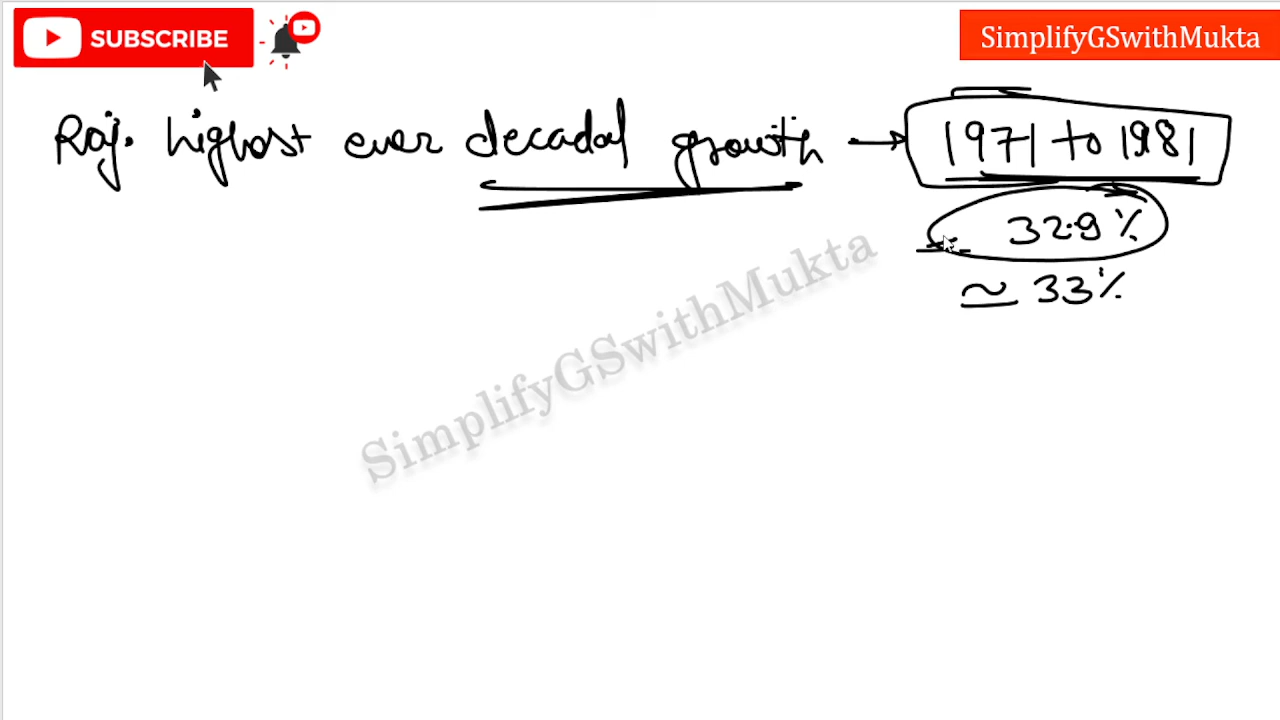 SUBSCRIBE
SimplifyGSwithMukta
Raj. highest ever decadal growth → 1971 to 1981
32.9%
≃ 33%
SimplifyGSwithMukta